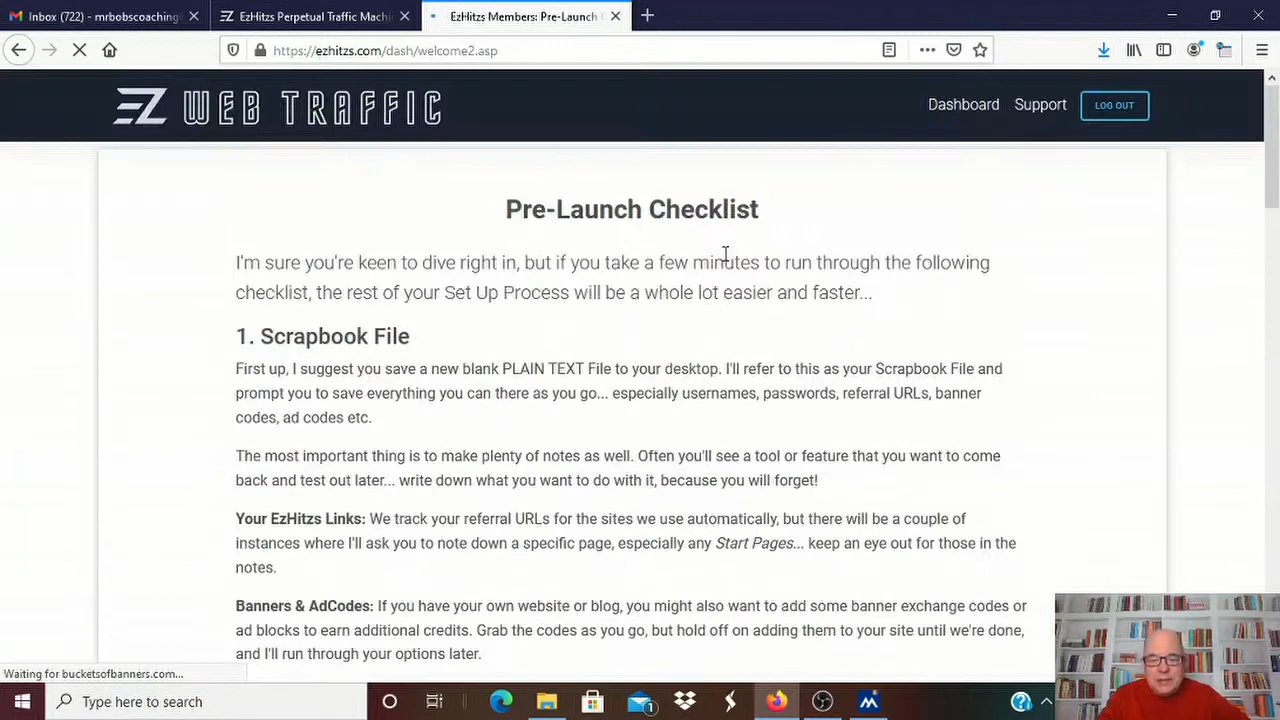 Inbox (722) – mrbobscoaching
EzHitzs Perpetual Traffic Machi
EzHitzs Members: Pre-Launch
https://ezhitzs.com/dash/welcome2.asp
EZ WEB TRAFFIC
Dashboard Support LOG OUT
Pre-Launch Checklist
I'm sure you're keen to dive right in, but if you take a few minutes to run through the following
checklist, the rest of your Set Up Process will be a whole lot easier and faster...
1. Scrapbook File
First up, I suggest you save a new blank PLAIN TEXT File to your desktop. I'll refer to this as your Scrapbook File and
prompt you to save everything you can there as you go... especially usernames, passwords, referral URLs, banner
codes, ad codes etc.
The most important thing is to make plenty of notes as well. Often you'll see a tool or feature that you want to come
back and test out later... write down what you want to do with it, because you will forget!
Your EzHitzs Links: We track your referral URLs for the sites we use automatically, but there will be a couple of
instances where I'll ask you to note down a specific page, especially any Start Pages... keep an eye out for those in the
notes.
Banners & AdCodes: If you have your own website or blog, you might also want to add some banner exchange codes or
ad blocks to earn additional credits. Grab the codes as you go, but hold off on adding them to your site until we're done,
and I'll run through your options later.
Waiting for bucketsofbanners.com...
Type here to search
1